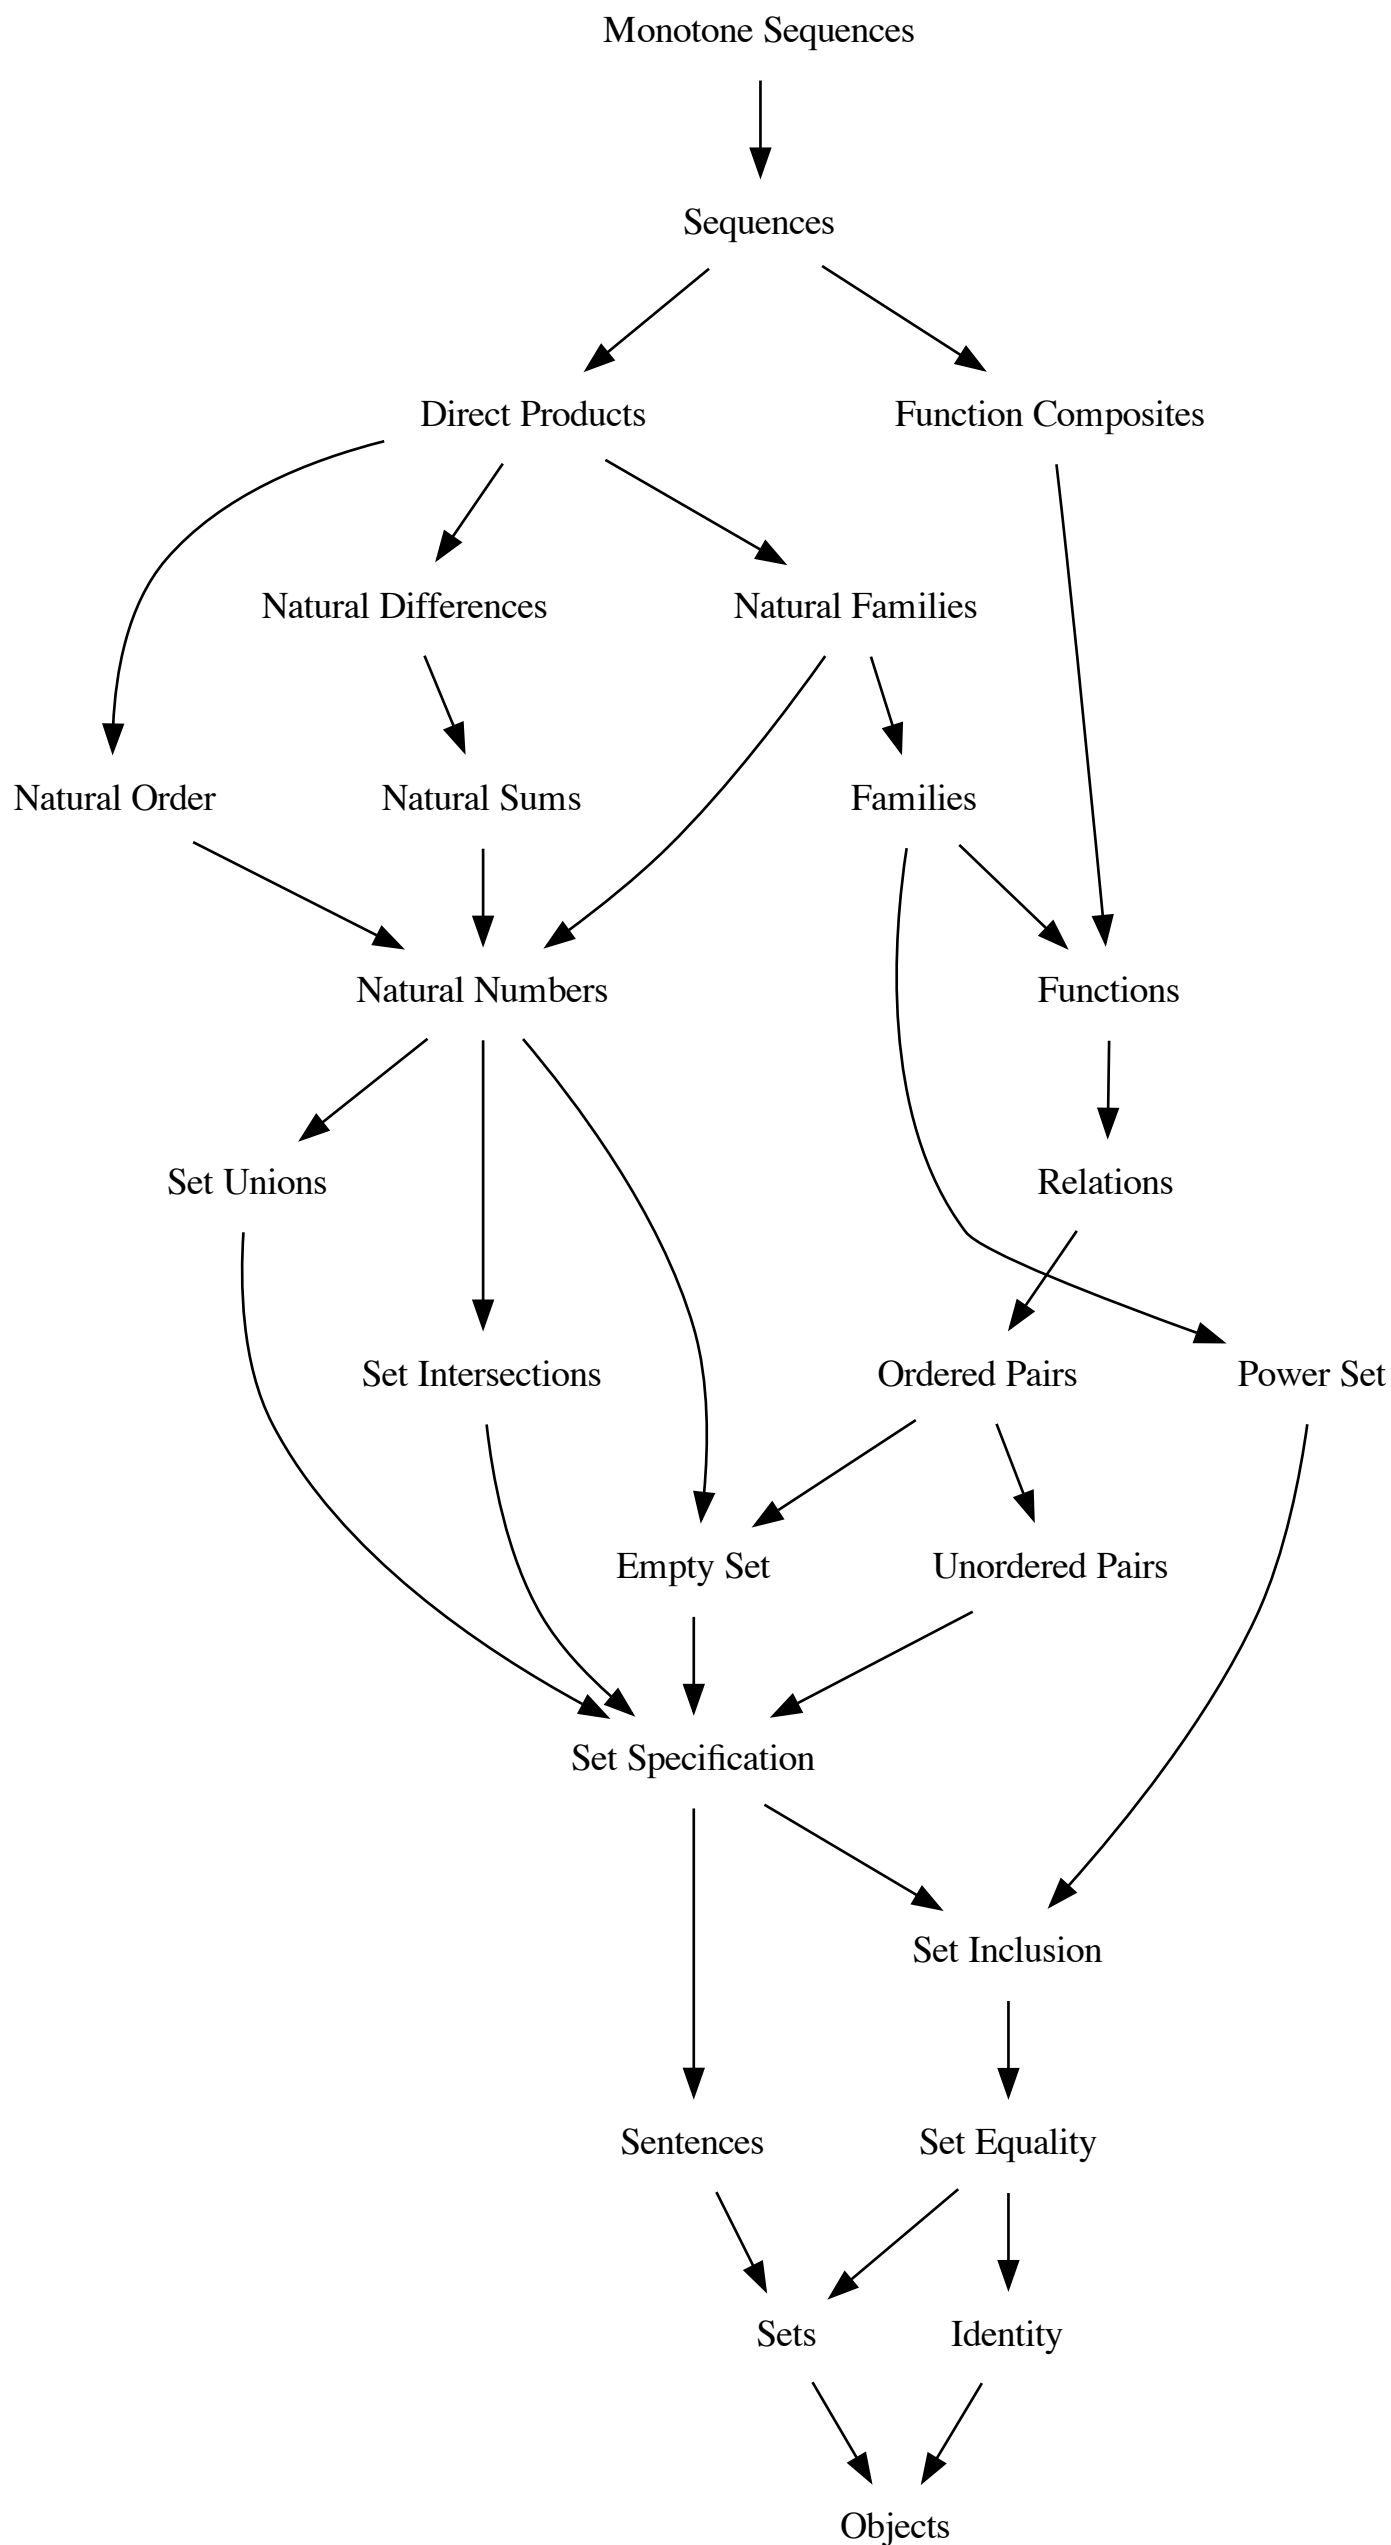 Monotone Sequences
Sequences
Direct Products
Function Composites
Natural Differences
Natural Families
Natural Order
Natural Sums
Families
Natural Numbers
Functions
Set Unions
Relations
Set Intersections
Ordered Pairs
Power Set
Empty Set
Unordered Pairs
Set Specification
Set Inclusion
Sentences
Set Equality
Sets
Identity
Objects